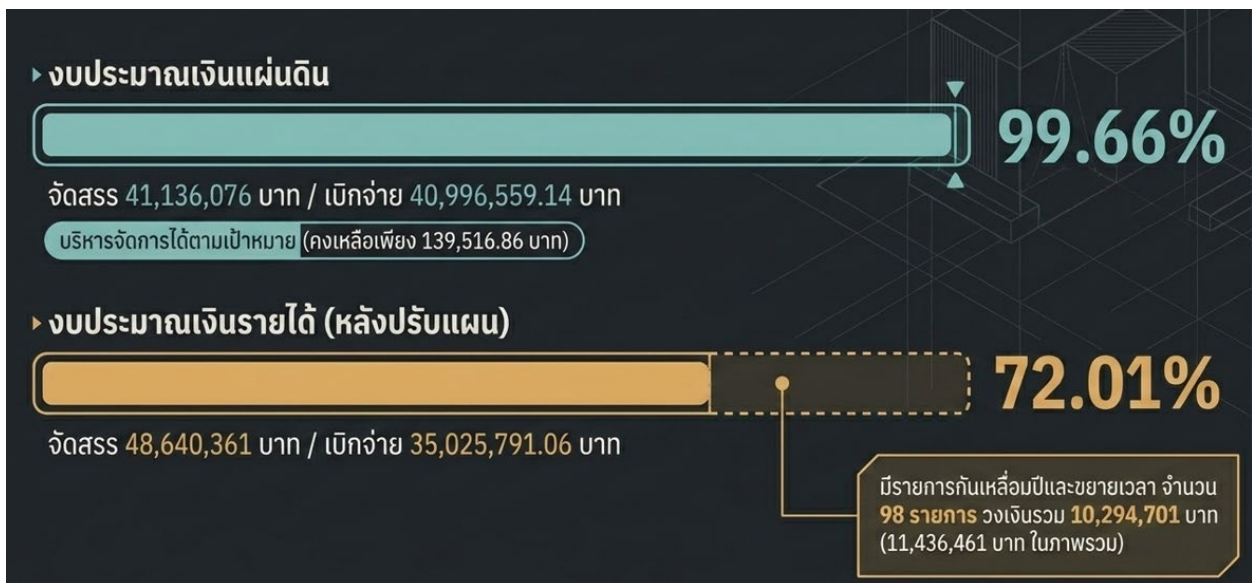 งบประมาณเงินแผ่นดิน
99.66%
จัดสรร 41,136,076 บาท / เบิกจ่าย 40,996,559.14 บาท
บริหารจัดการได้ตามเป้าหมาย (คงเหลือเพียง 139,516.86 บาท)
งบประมาณเงินรายได้ (หลังปรับแผน)
72.01%
จัดสรร 48,640,361 บาท / เบิกจ่าย 35,025,791.06 บาท
มีรายการกันเหลื่อมปีและขยายเวลา จำนวน
98 รายการ วงเงินรวม 10,294,701 บาท
(11,436,461 บาท ในภาพรวม)